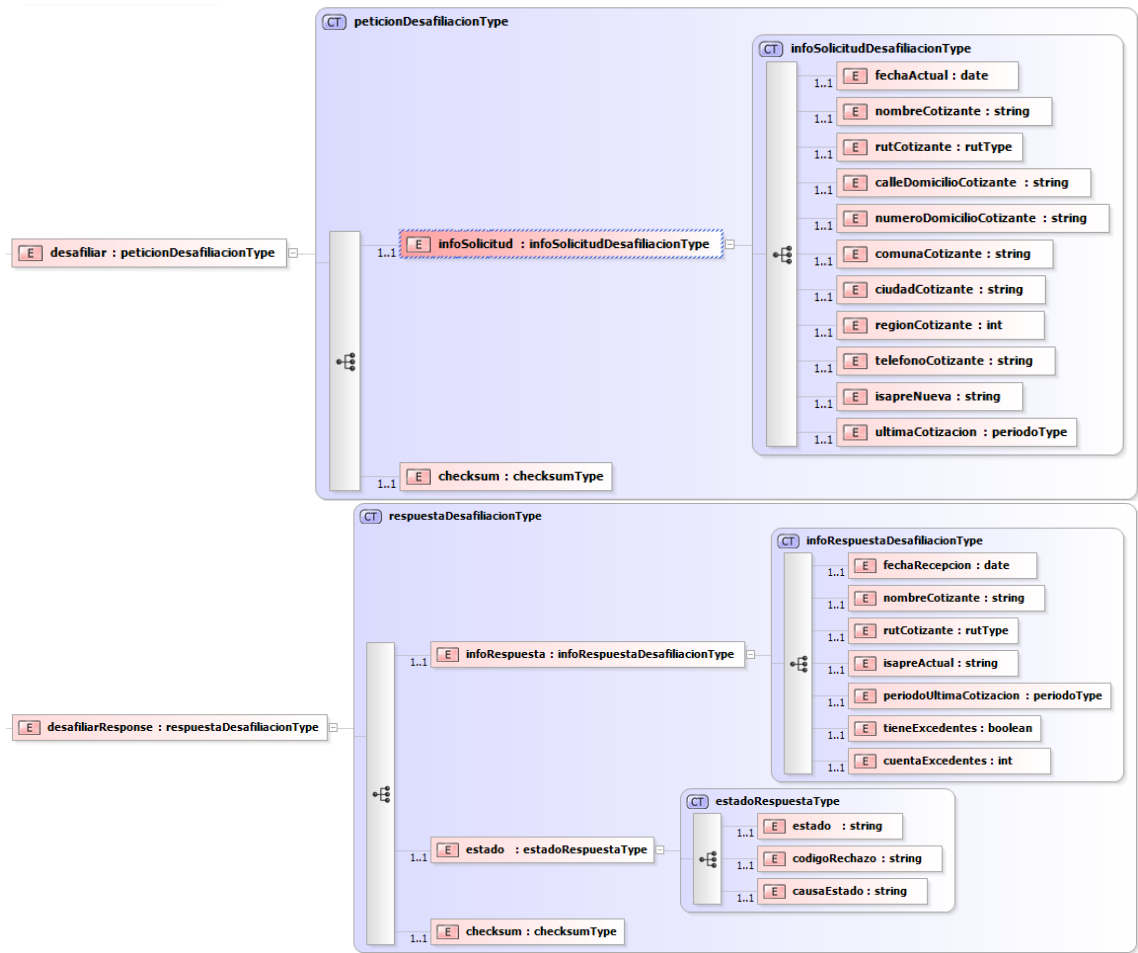 CT peticionDesafiliacionType
CT infoSolicitudDesafiliacionType
E fechaActual : date
1..1
E nombreCotizante : string
1..1
E rutCotizante : rutType
1..1
E calleDomicilioCotizante : string
1..1
E numeroDomicilioCotizante : string
1..1
E desafiliar : peticionDesafiliacionType
E infoSolicitud : infoSolicitudDesafiliacionType
1..1
E comunaCotizante : string
1..1
E ciudadCotizante : string
1..1
E regionCotizante : int
1..1
E telefonoCotizante : string
1..1
E isapreNueva : string
1..1
E ultimaCotizacion : periodoType
1..1
E checksum : checksumType
1..1
CT respuestaDesafiliacionType
CT infoRespuestaDesafiliacionType
E fechaRecepcion : date
1..1
E nombreCotizante : string
1..1
E rutCotizante : rutType
1..1
E infoRespuesta : infoRespuestaDesafiliacionType
1..1
E isapreActual : string
1..1
E periodoUltimaCotizacion : periodoType
1..1
E desafiliarResponse : respuestaDesafiliacionType
E tieneExcedentes : boolean
1..1
E cuentaExcedentes : int
1..1
CT estadoRespuestaType
E estado : string
1..1
E estado : estadoRespuestaType
1..1
E codigoRechazo : string
1..1
E causaEstado : string
1..1
E checksum : checksumType
1..1